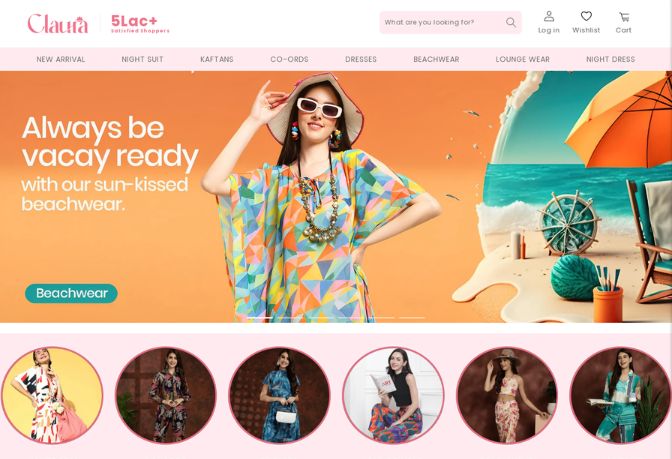 Claura
5Lac+
Satisfied Shoppers
What are you looking for?
Log in
Wishlist
Cart
NEW ARRIVAL
NIGHT SUIT
KAFTANS
CO-ORDS
DRESSES
BEACHWEAR
LOUNGE WEAR
NIGHT DRESS
Always be
vacay ready
with our sun-kissed
beachwear.
Beachwear